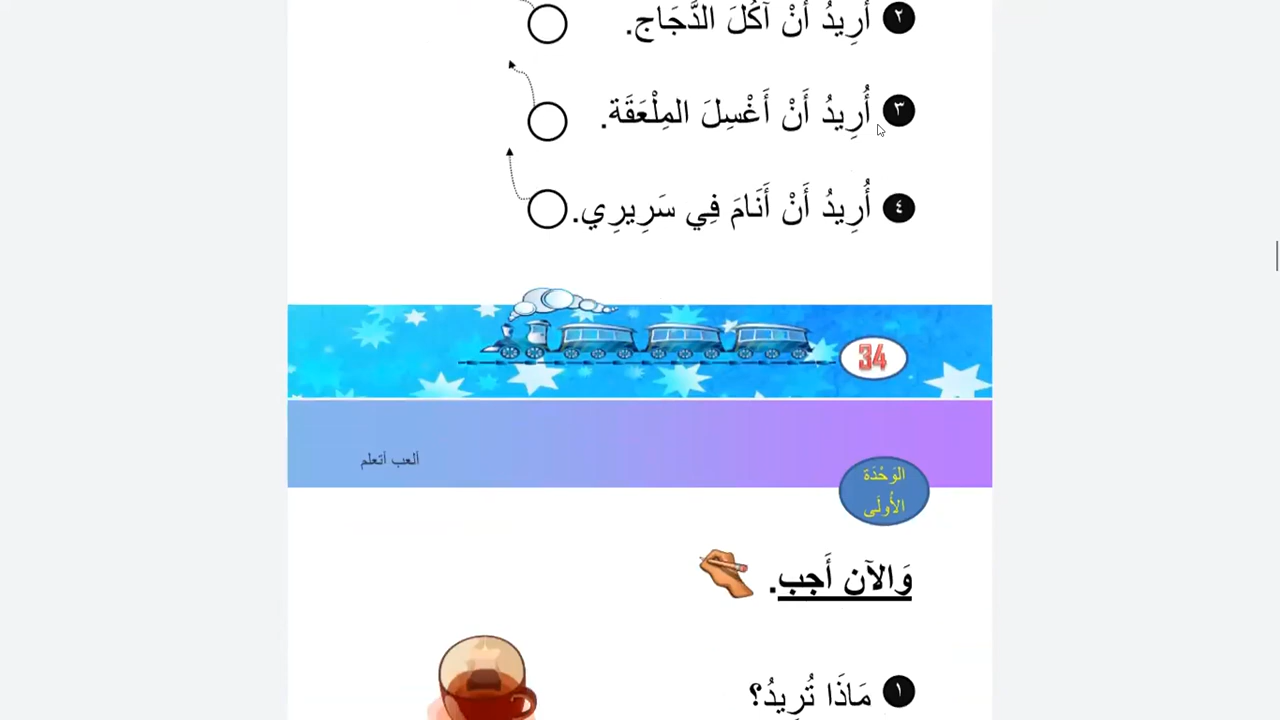 ٢ أُرِيدُ أَنْ آكُلَ الدَّجَاج.
٣ أُرِيدُ أَنْ أَغْسِلَ المِلْعَقَة.
٤ أُرِيدُ أَنْ أَنَامَ فِي سَرِيرِي.
34
ألعب أتعلم
الوَحْدَة
الأُولَى
وَالآن أَجب.
١ مَاذَا تُرِيدُ؟